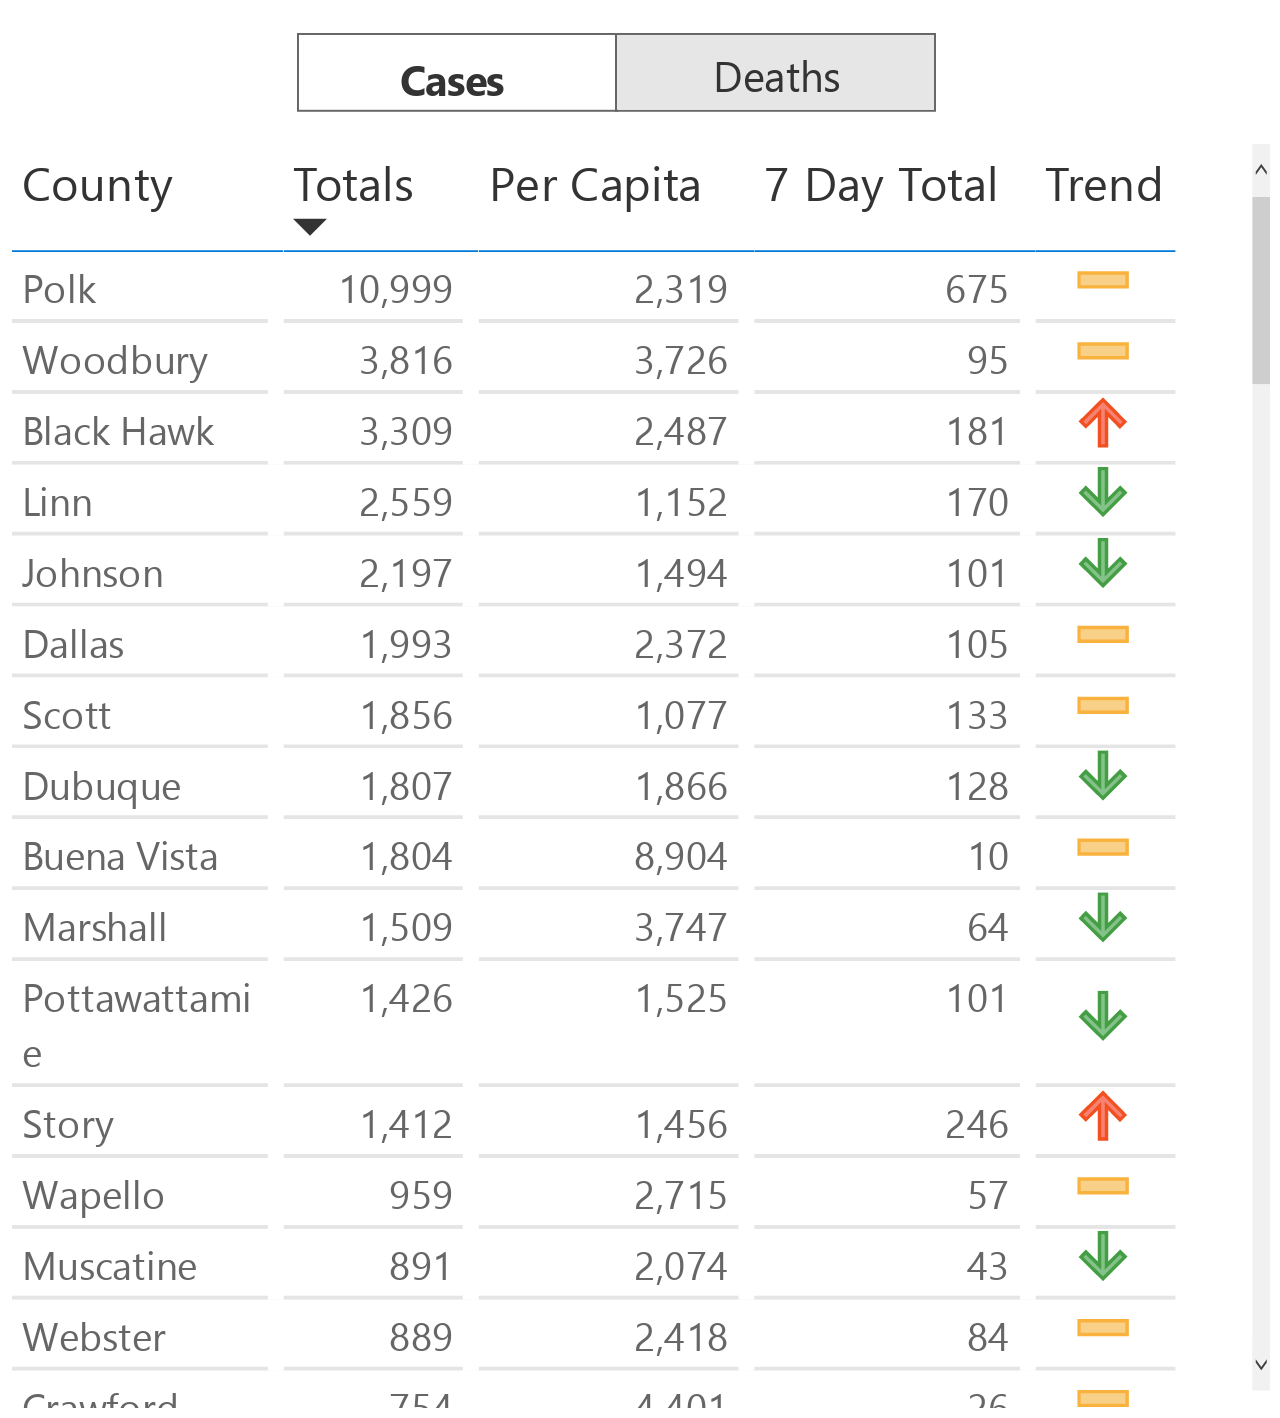 Cases Deaths
County Totals Per Capita 7 Day Total Trend
Polk 10,999 2,319 675
Woodbury 3,816 3,726 95
Black Hawk 3,309 2,487 181
Linn 2,559 1,152 170
Johnson 2,197 1,494 101
Dallas 1,993 2,372 105
Scott 1,856 1,077 133
Dubuque 1,807 1,866 128
Buena Vista 1,804 8,904 10
Marshall 1,509 3,747 64
Pottawattami 1,426 1,525 101
e
Story 1,412 1,456 246
Wapello 959 2,715 57
Muscatine 891 2,074 43
Webster 889 2,418 84
Crawford 754 4,401 26